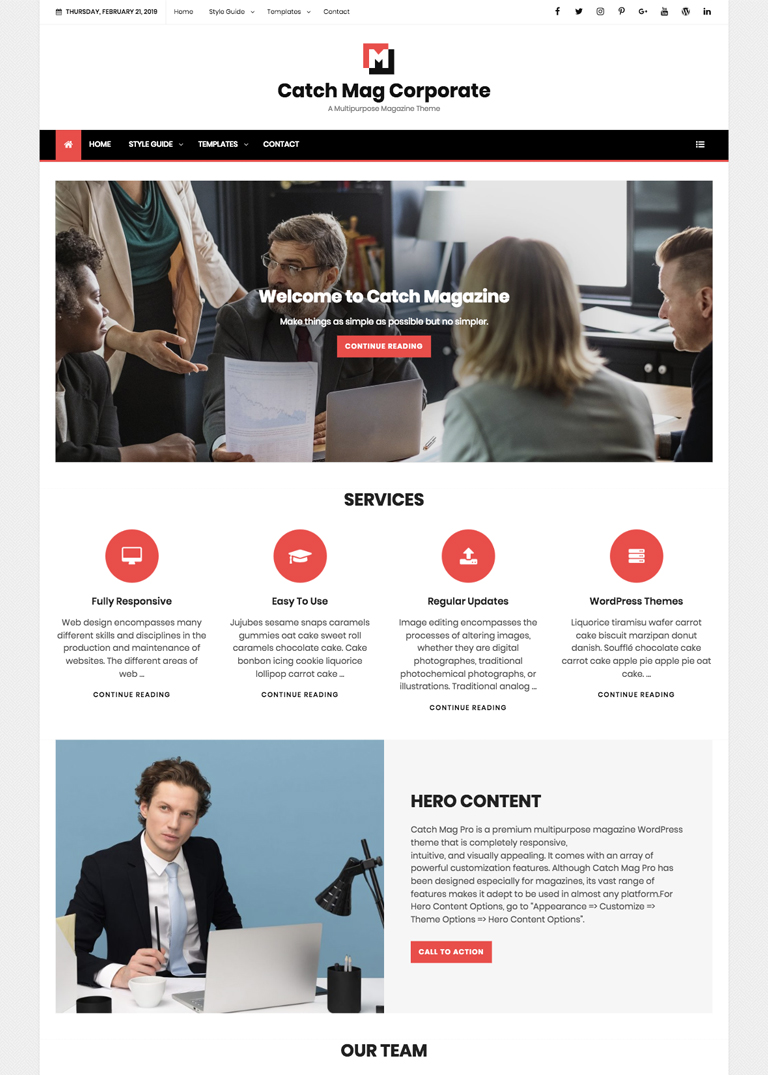 THURSDAY, FEBRUARY 21, 2019 Home Style Guide Templates Contact
M
Catch Mag Corporate
A Multipurpose Magazine Theme
HOME STYLE GUIDE TEMPLATES CONTACT
Welcome to Catch Magazine
Make things as simple as possible but no simpler.
CONTINUE READING
SERVICES
Fully Responsive
Web design encompasses many
different skills and disciplines in the
production and maintenance of
websites. The different areas of
web ...
CONTINUE READING
Easy To Use
Jujubes sesame snaps caramels
gummies oat cake sweet roll
caramels chocolate cake. Cake
bonbon icing cookie liquorice
lollipop carrot cake ...
CONTINUE READING
Regular Updates
Image editing encompasses the
processes of altering images,
whether they are digital
photographes, traditional
photochemical photographs, or
illustrations. Traditional analog ...
CONTINUE READING
WordPress Themes
Liquorice tiramisu wafer carrot
cake biscuit marzipan donut
danish. Soufflé chocolate cake
carrot cake apple pie apple pie oat
cake. ...
CONTINUE READING
HERO CONTENT
Catch Mag Pro is a premium multipurpose magazine WordPress
theme that is completely responsive,
intuitive, and visually appealing. It comes with an array of
powerful customization features. Although Catch Mag Pro has
been designed especially for magazines, its vast range of
features makes it adept to be used in almost any platform.For
Hero Content Options, go to "Appearance => Customize =>
Theme Options => Hero Content Options".
CALL TO ACTION
OUR TEAM